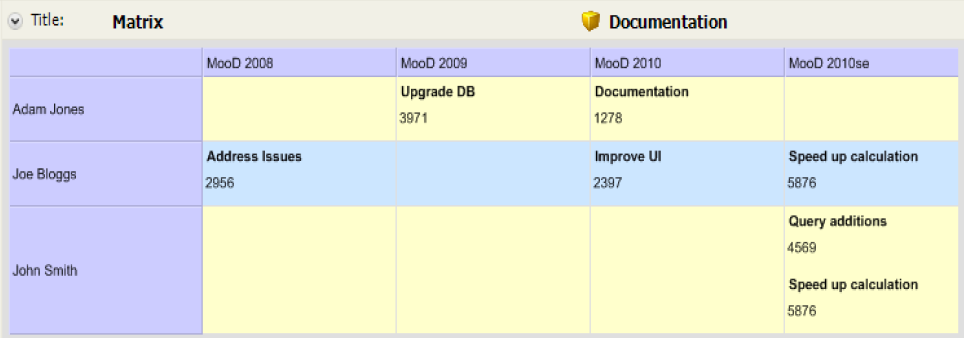 Title: Matrix Documentation
MooD 2008 MooD 2009 MooD 2010 MooD 2010se
Adam Jones
Upgrade DB
3971
Documentation
1278
Joe Bloggs
Address Issues
2956
Improve UI
2397
Speed up calculation
5876
John Smith
Query additions
4569
Speed up calculation
5876